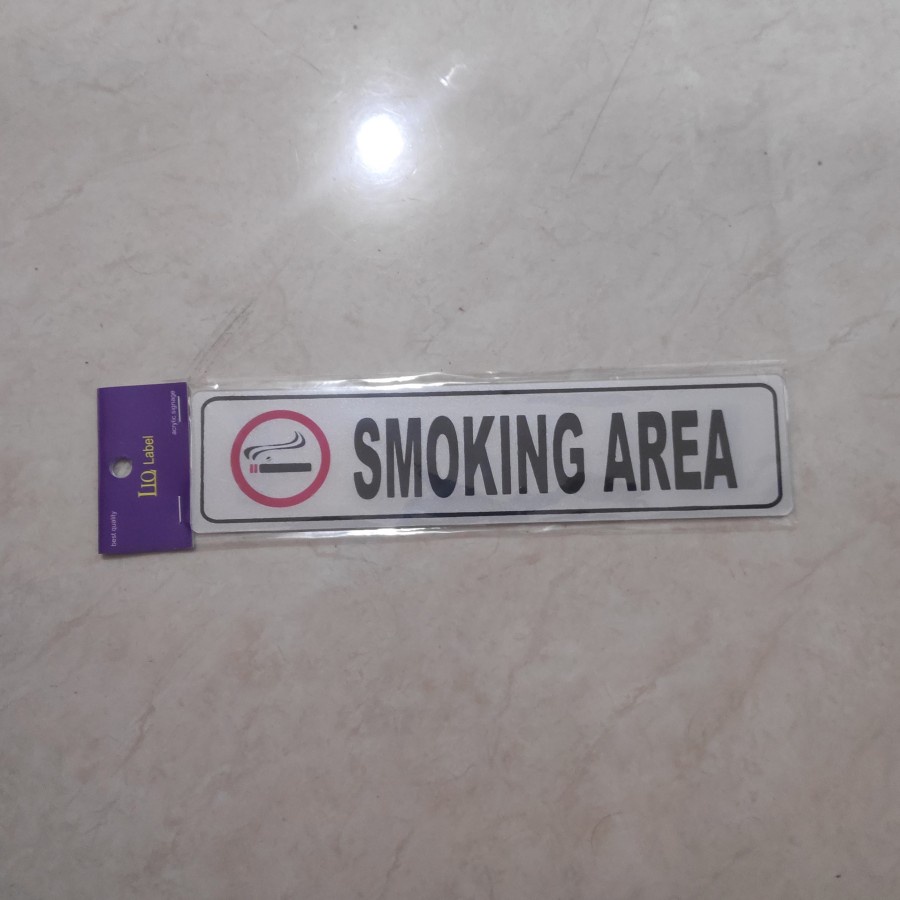 SMOKING AREA
LIQ Label
acrylic signage
best quality